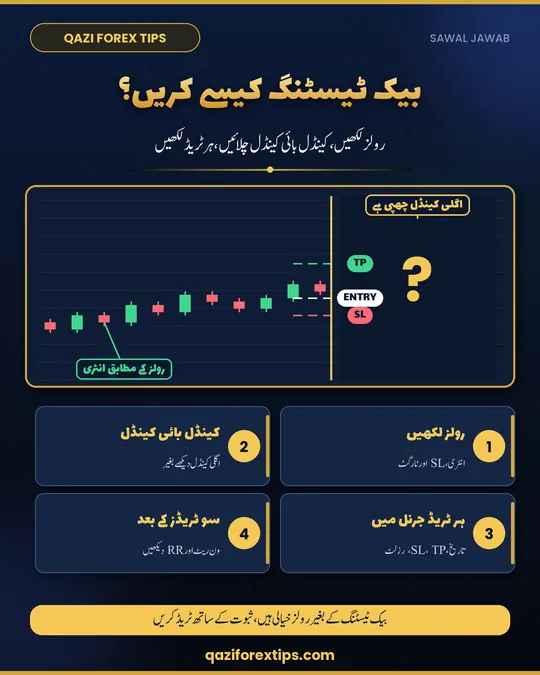 QAZI FOREX TIPS
SAWAL JAWAB
بیک ٹیسٹنگ کیسے کریں؟
رولز لکھیں، کینڈل بائی کینڈل چلائیں، ہر ٹریڈ لکھیں
اگلی کینڈل چھپی ہے
TP
ENTRY
SL
?
رولز کے مطابق انٹری
1
رولز لکھیں
انٹری، SL اور ٹارگٹ
2
کینڈل بائی کینڈل
اگلی کینڈل دیکھے بغیر
3
ہر ٹریڈ جرنل میں
تاریخ، SL، TP، رزلٹ
4
سو ٹریڈز کے بعد
ون ریٹ اور RR دیکھیں
بیک ٹیسٹنگ کے بغیر رولز خیالی ہیں، ثبوت کے ساتھ ٹریڈ کریں
qaziforextips.com